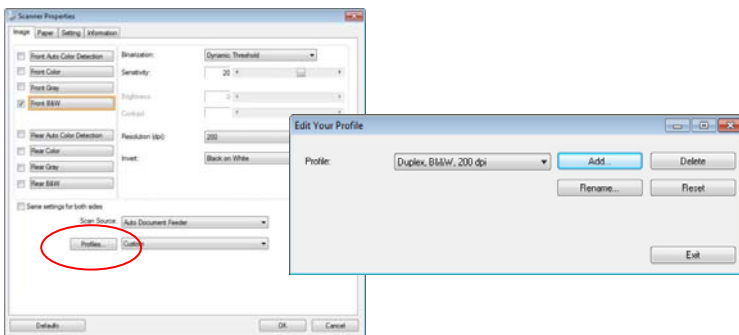 Scanner Properties
Image Paper Setting Information
Front Auto Color Detection
Front Color
Front Gray
Front B&W
Rear Auto Color Detection
Rear Color
Rear Gray
Rear B&W
Binarization: Dynamic Threshold
Sensitivity: 20
Brightness: 0
Contrast:
Resolution (dpi): 200
Invert: Black on White
Same settings for both sides
Scan Source: Auto Document Feeder
Profiles... Custom
Defaults OK Cancel
Edit Your Profile
Profile: Duplex, B&W, 200 dpi Add... Delete
Rename... Reset
Exit